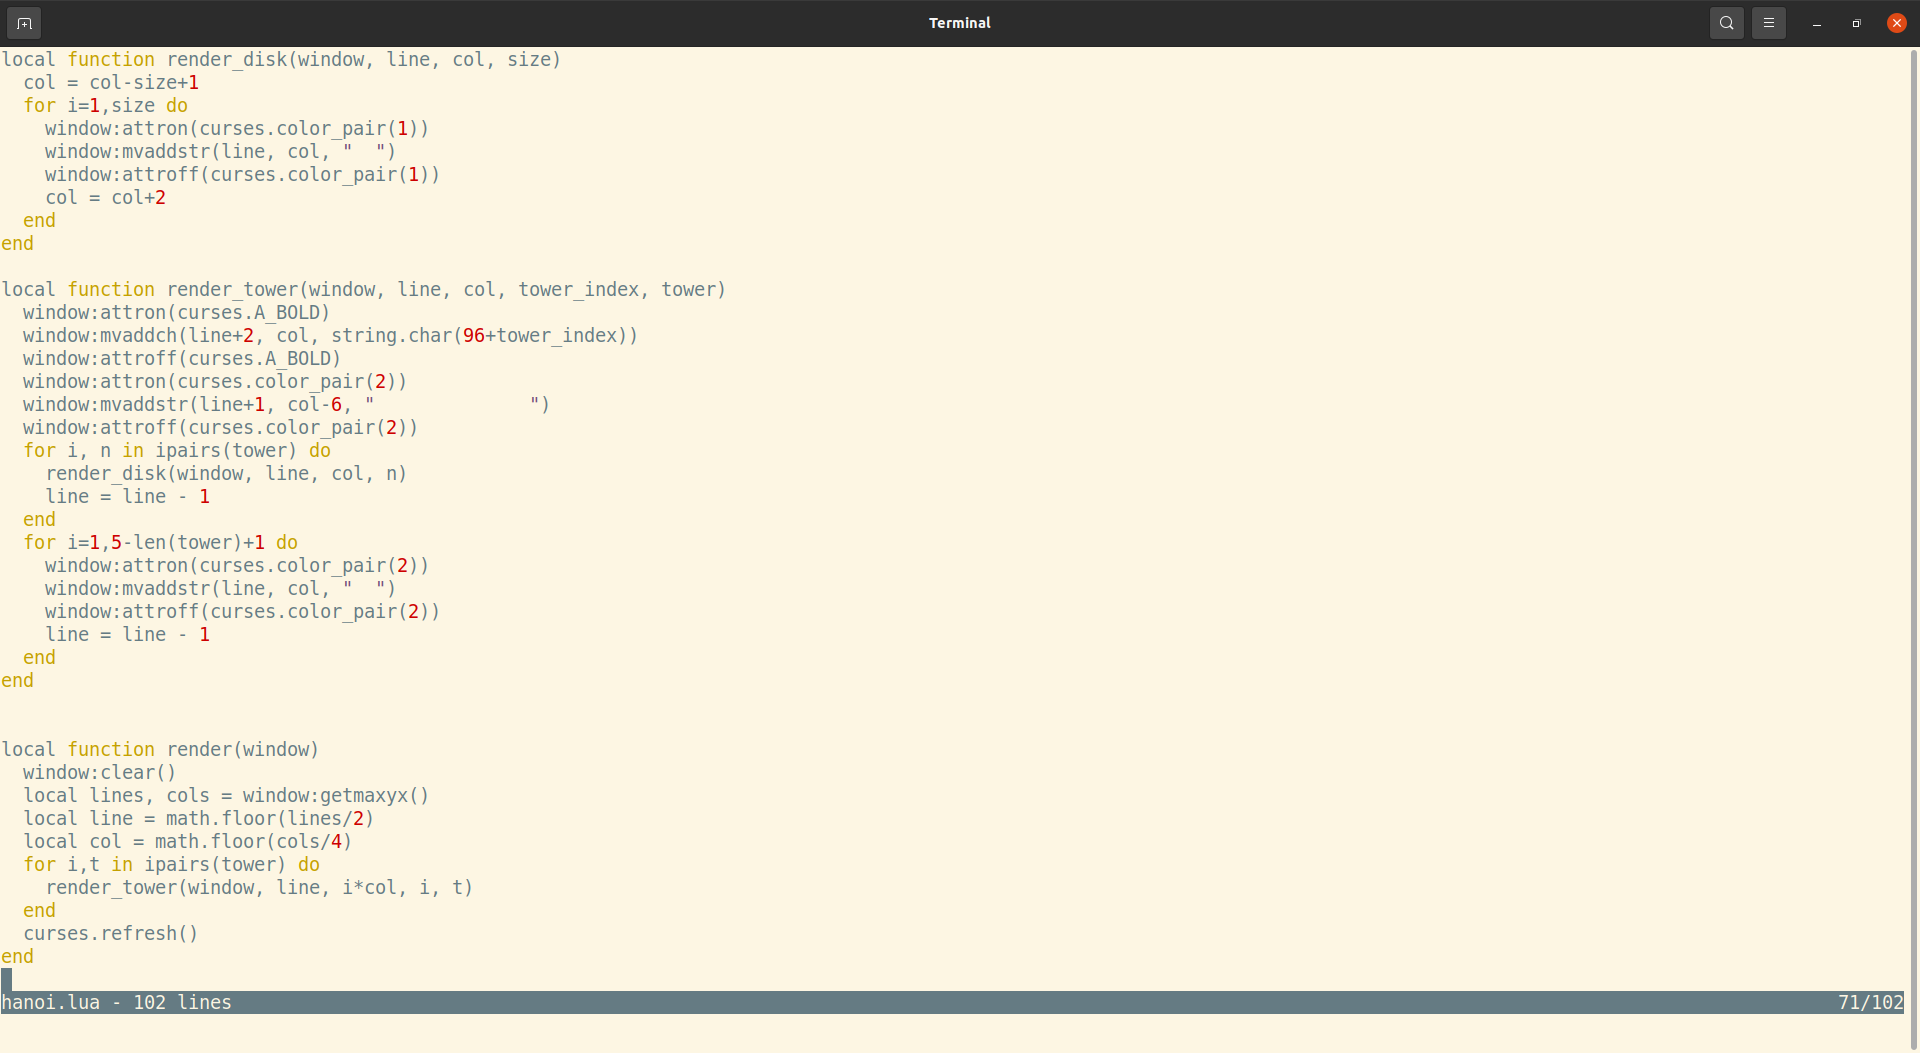 Terminal
local function render_disk(window, line, col, size)
  col = col-size+1
  for i=1,size do
    window:attron(curses.color_pair(1))
    window:mvaddstr(line, col, "  ")
    window:attroff(curses.color_pair(1))
    col = col+2
  end
end

local function render_tower(window, line, col, tower_index, tower)
  window:attron(curses.A_BOLD)
  window:mvaddch(line+2, col, string.char(96+tower_index))
  window:attroff(curses.A_BOLD)
  window:attron(curses.color_pair(2))
  window:mvaddstr(line+1, col-6, "              ")
  window:attroff(curses.color_pair(2))
  for i, n in ipairs(tower) do
    render_disk(window, line, col, n)
    line = line - 1
  end
  for i=1,5-len(tower)+1 do
    window:attron(curses.color_pair(2))
    window:mvaddstr(line, col, "  ")
    window:attroff(curses.color_pair(2))
    line = line - 1
  end
end


local function render(window)
  window:clear()
  local lines, cols = window:getmaxyx()
  local line = math.floor(lines/2)
  local col = math.floor(cols/4)
  for i,t in ipairs(tower) do
    render_tower(window, line, i*col, i, t)
  end
  curses.refresh()
end

hanoi.lua - 102 lines 71/102